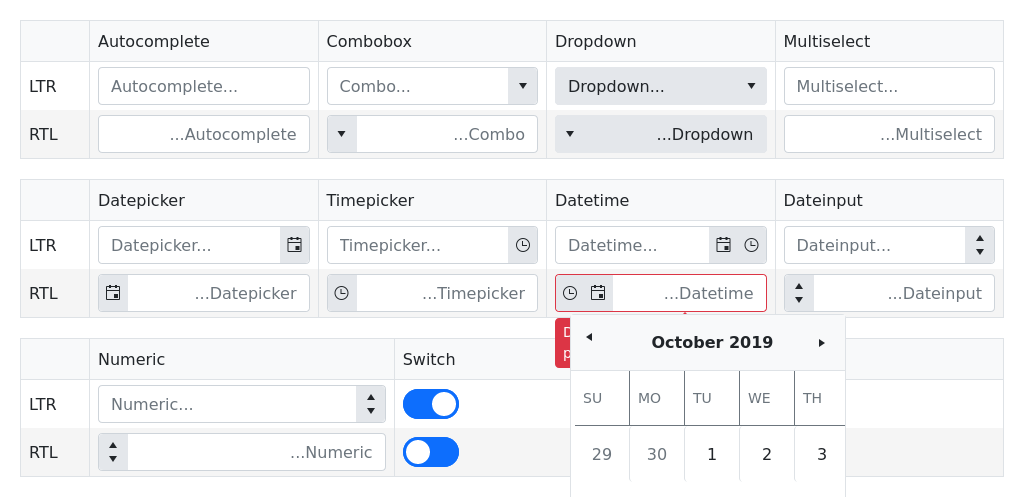 Autocomplete Combobox Dropdown Multiselect
LTR Autocomplete... Combo... Dropdown... Multiselect...
RTL ...Autocomplete ...Combo ...Dropdown ...Multiselect
Datepicker Timepicker Datetime Dateinput
LTR Datepicker... Timepicker... Datetime... Dateinput...
RTL ...Datepicker ...Timepicker ...Datetime ...Dateinput
Numeric Switch
October 2019
LTR Numeric...
RTL ...Numeric
SU MO TU WE TH
29 30 1 2 3